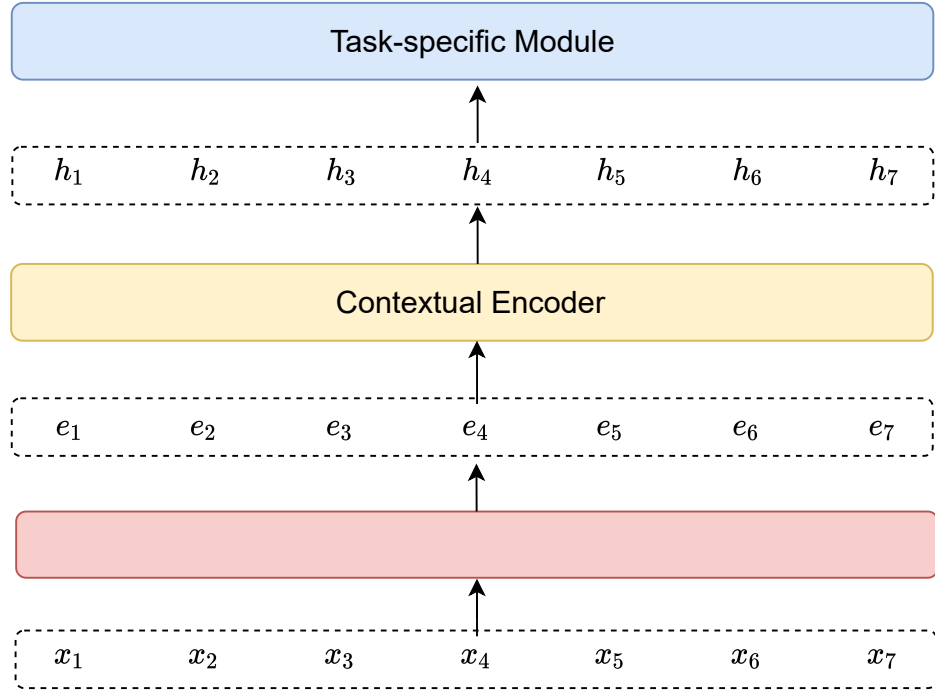 Task-specific Module
h₁ h₂ h₃ h₄ h₅ h₆ h₇
Contextual Encoder
e₁ e₂ e₃ e₄ e₅ e₆ e₇
x₁ x₂ x₃ x₄ x₅ x₆ x₇